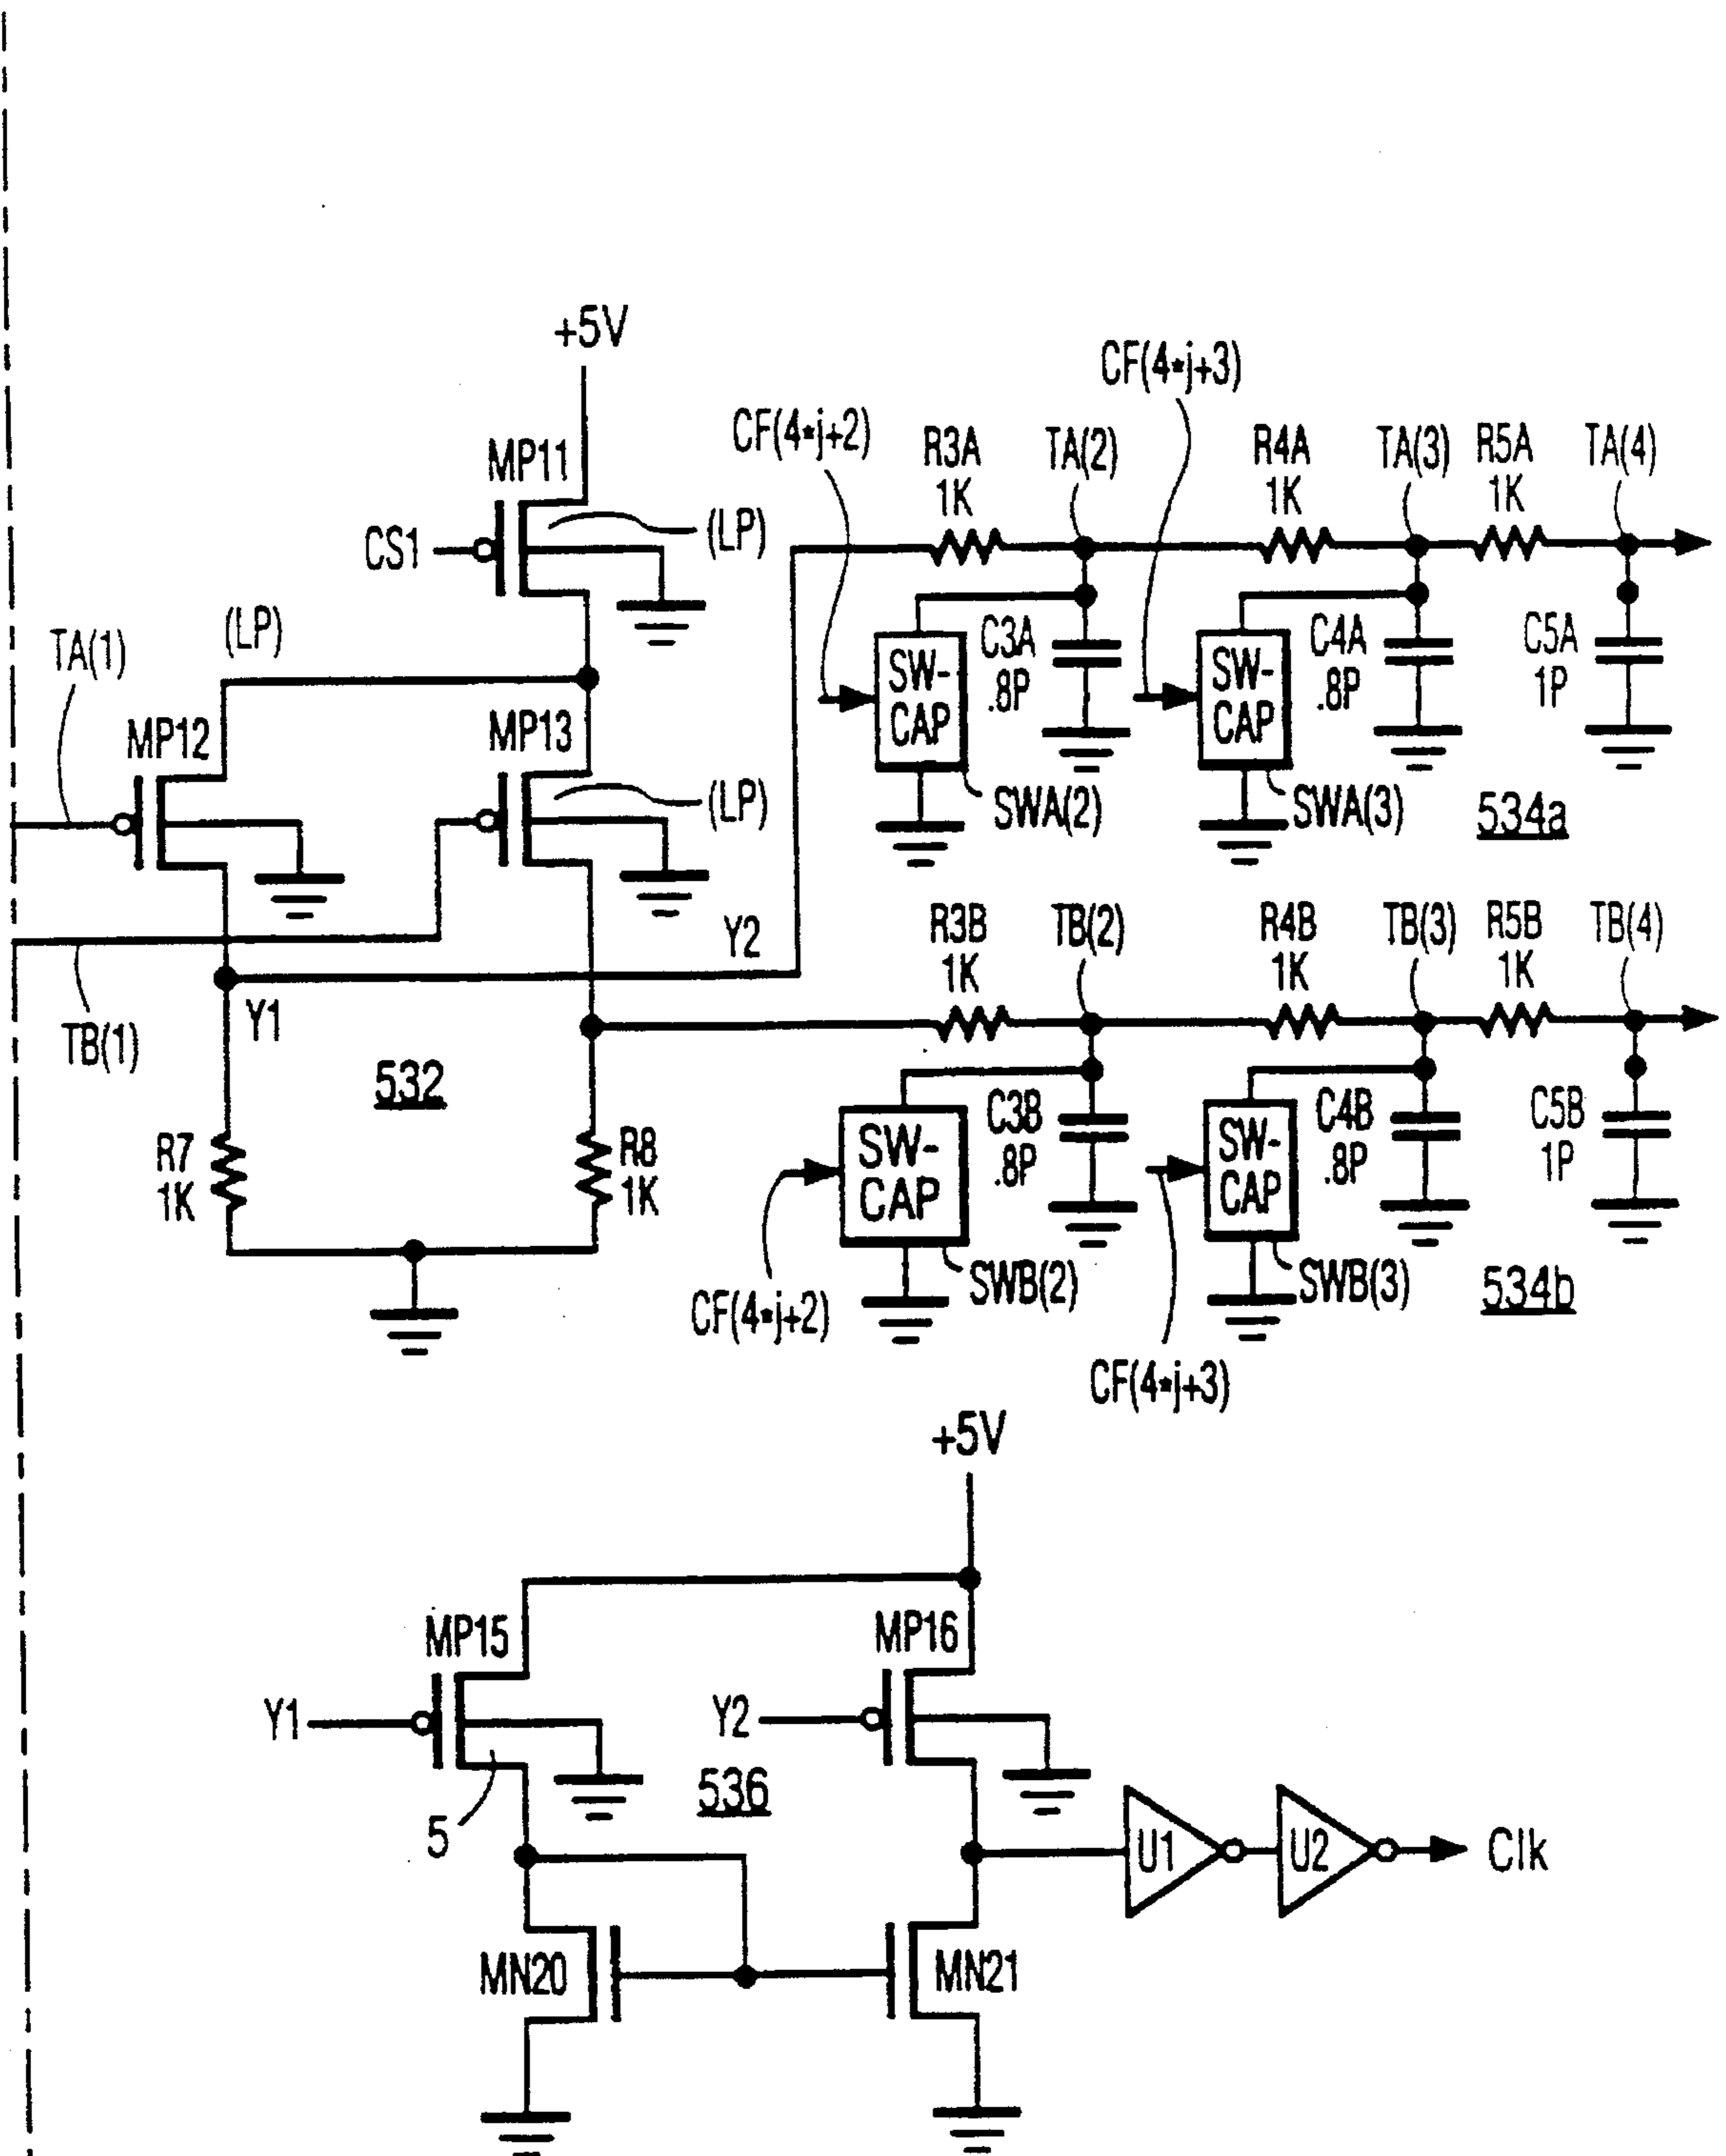 +5V
MP11
CS1
(LP)
(LP)
TA(1)
MP12
MP13
(LP)
TB(1)
Y1
Y2
532
R7
1K
R8
1K
CF(4*j+2)
CF(4*j+3)
R3A
1K
TA(2)
R4A
1K
TA(3)
R5A
1K
TA(4)
SW-
CAP
C3A
.8P
SW-
CAP
C4A
.8P
C5A
1P
SWA(2)
SWA(3)
534a
R3B
1K
TB(2)
R4B
1K
TB(3)
R5B
1K
TB(4)
SW-
CAP
C3B
.8P
SW-
CAP
C4B
.8P
C5B
1P
SWB(2)
SWB(3)
534b
CF(4*j+2)
CF(4*j+3)
+5V
MP15
MP16
Y1
Y2
5
536
U1
U2
Clk
MN20
MN21